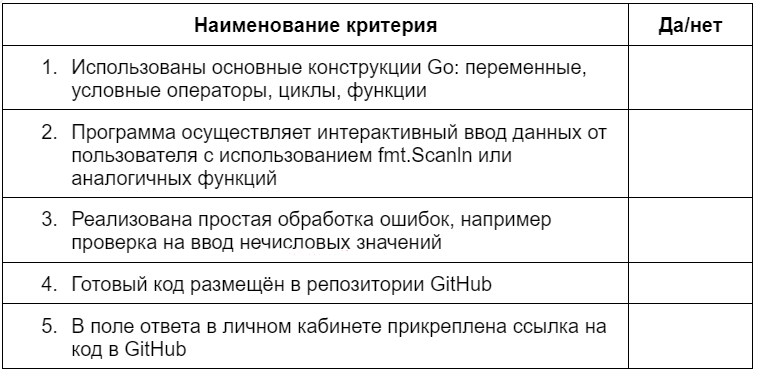 Наименование критерия Да/нет
1. Использованы основные конструкции Go: переменные,
условные операторы, циклы, функции
2. Программа осуществляет интерактивный ввод данных от
пользователя с использованием fmt.Scanln или
аналогичных функций
3. Реализована простая обработка ошибок, например
проверка на ввод нечисловых значений
4. Готовый код размещён в репозитории GitHub
5. В поле ответа в личном кабинете прикреплена ссылка на
код в GitHub